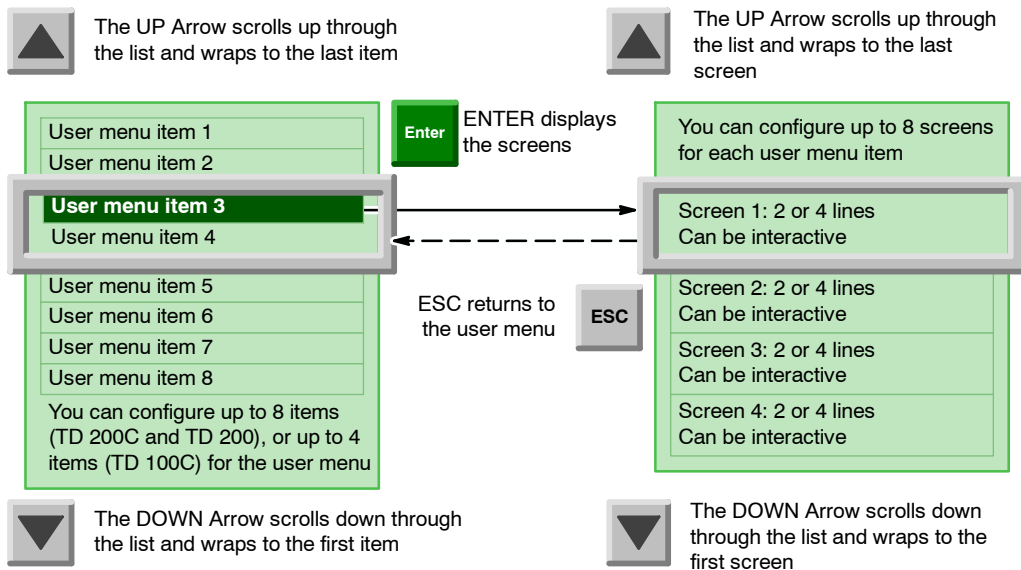 The UP Arrow scrolls up through
the list and wraps to the last item
User menu item 1
User menu item 2
User menu item 3
User menu item 4
User menu item 5
User menu item 6
User menu item 7
User menu item 8
You can configure up to 8 items
(TD 200C and TD 200), or up to 4
items (TD 100C) for the user menu
The DOWN Arrow scrolls down through
the list and wraps to the first item
Enter
ENTER displays
the screens
ESC returns to
the user menu
ESC
The UP Arrow scrolls up through
the list and wraps to the last
screen
You can configure up to 8 screens
for each user menu item
Screen 1: 2 or 4 lines
Can be interactive
Screen 2: 2 or 4 lines
Can be interactive
Screen 3: 2 or 4 lines
Can be interactive
Screen 4: 2 or 4 lines
Can be interactive
The DOWN Arrow scrolls down
through the list and wraps to the
first screen